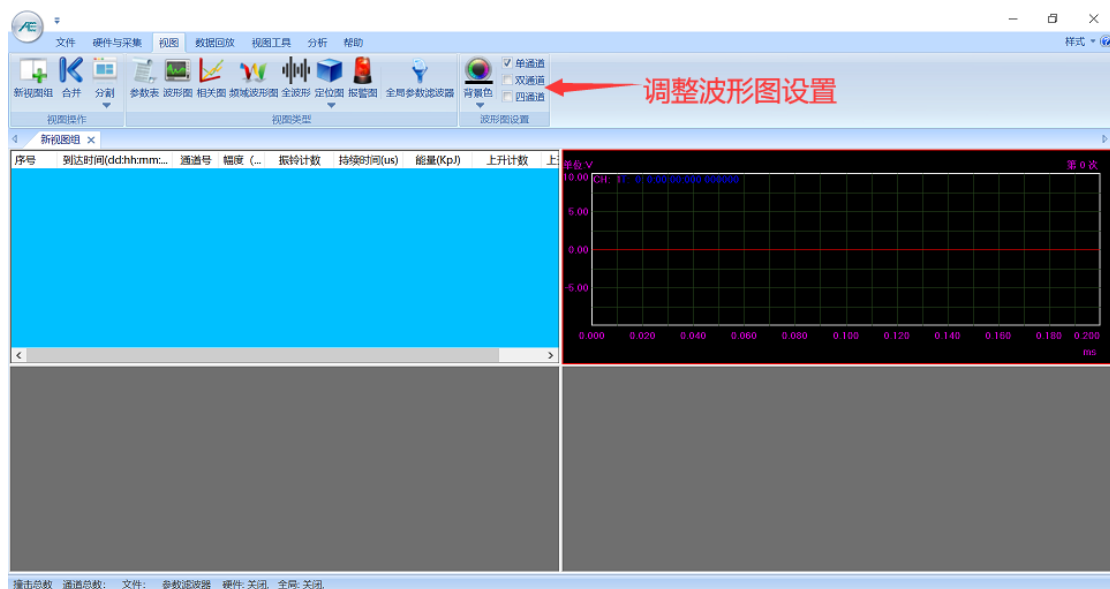 Æ
文件 硬件与采集 视图 数据回放 视图工具 分析 帮助 样式
新视图组 合并 分割 参数表 波形图 相关图 频域波形图 全波形 定位图 报警图 全局参数滤波器 背景色
单通道
双通道
四通道
调整波形图设置
视图操作 视图类型 波形图设置
新视图组
序号 到达时间(dd:hh:mm:... 通道号 幅度 (... 振铃计数 持续时间(us) 能量(KpJ) 上升计数
单位 V 第 0 次
10.00
CH: 1
5.00
0.00
-5.00
0.000 0.020 0.040 0.060 0.080 0.100 0.120 0.140 0.160 0.180 0.200
ms
撞击总数 通道总数: 文件: 参数滤波器 硬件: 关闭, 全局: 关闭,